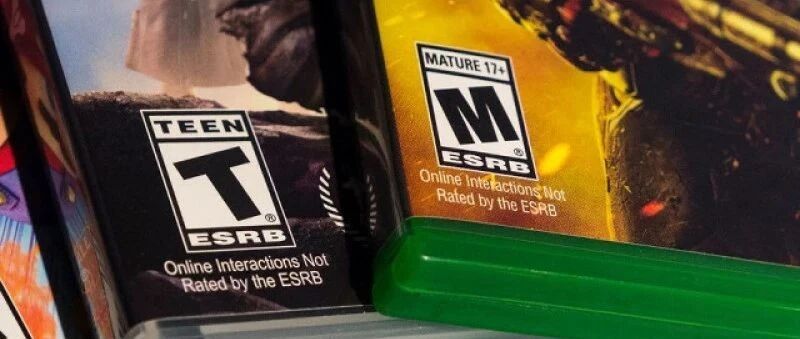 TEEN
T
®
ESRB
Online Interactions Not
Rated by the ESRB
MATURE 17+
M
®
ESRB
Online Interactions Not
Rated by the ESRB